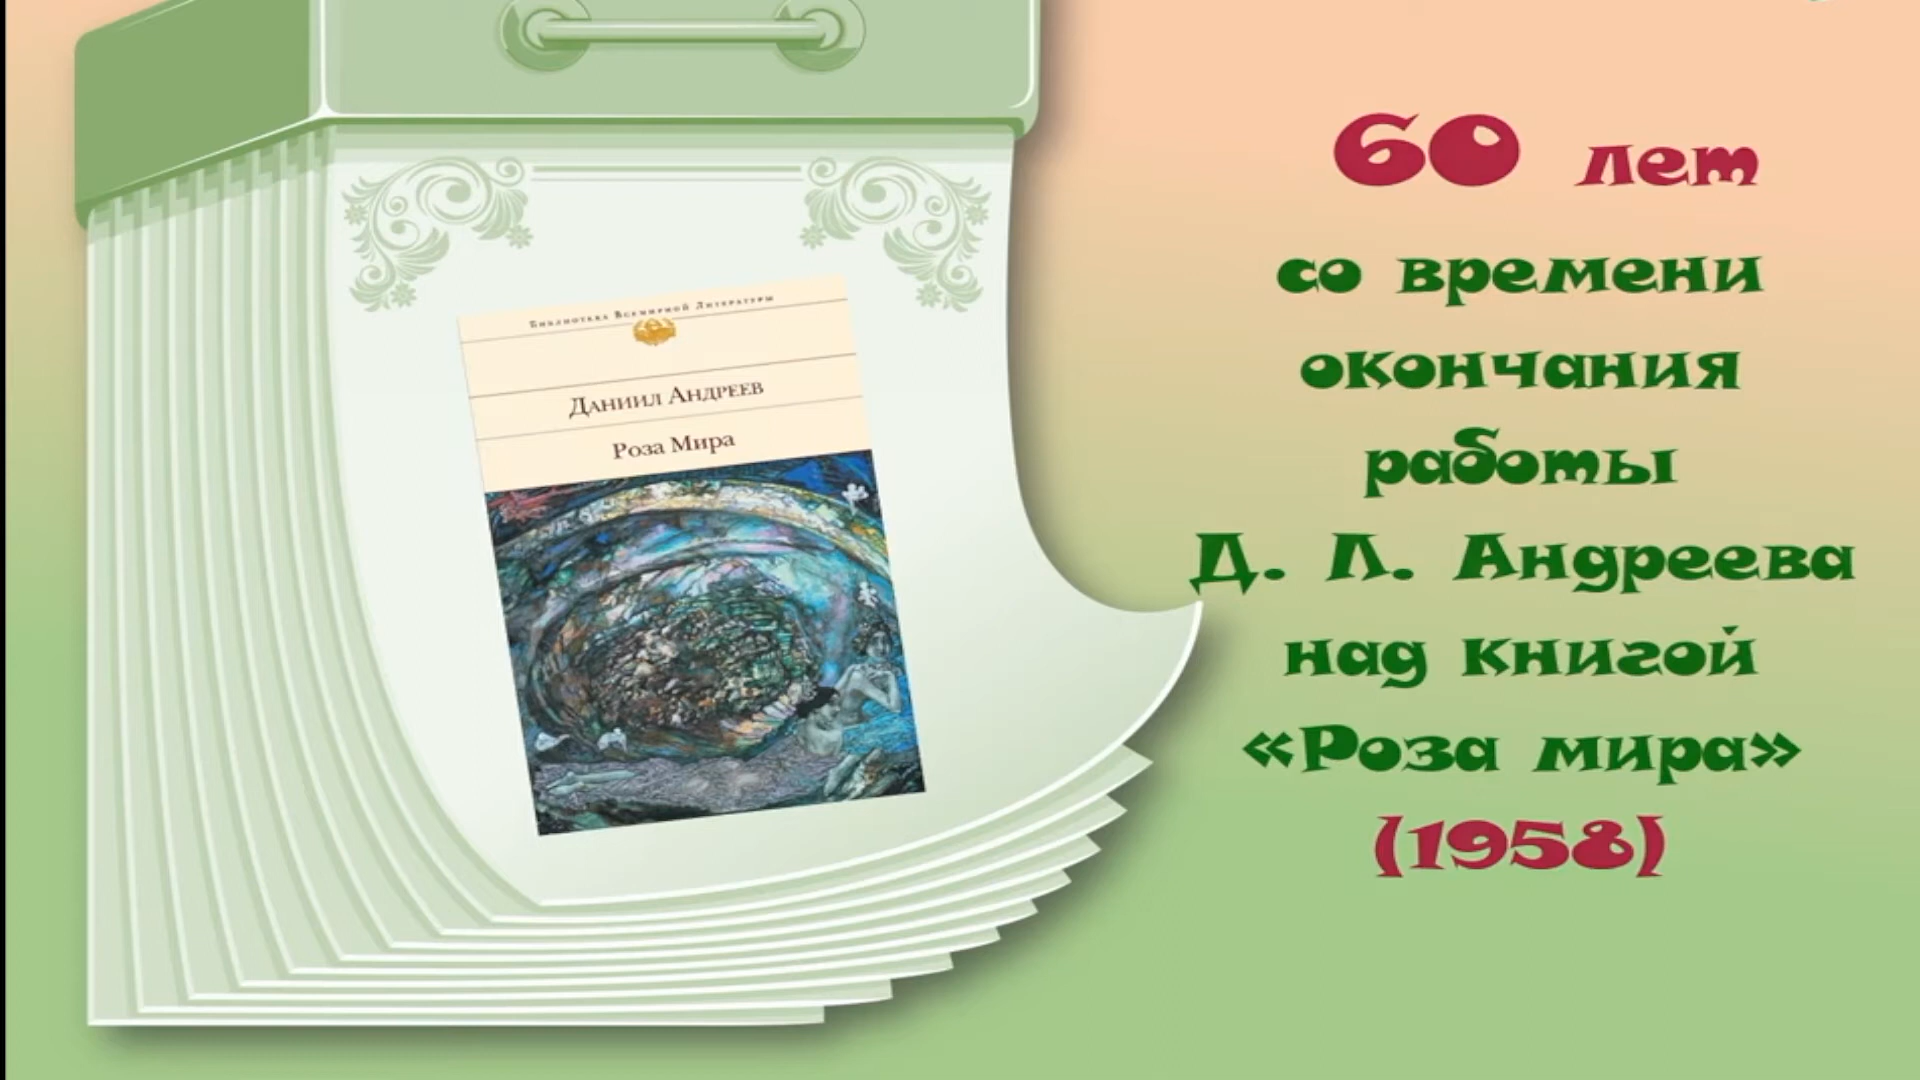 Библиотека Всемирной Литературы
Даниил Андреев
Роза Мира
60 лет
со времени
окончания
работы
Д. Л. Андреева
над книгой
«Роза мира»
(1958)